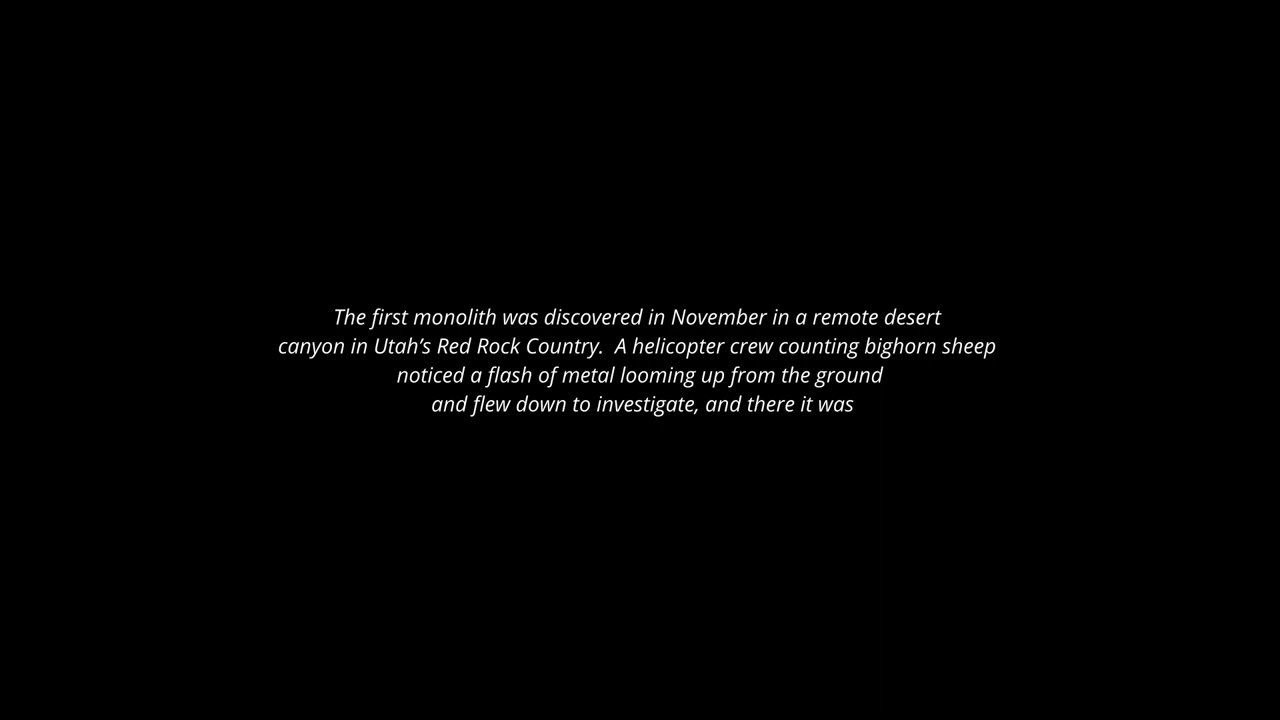 The first monolith was discovered in November in a remote desert
canyon in Utah’s Red Rock Country.  A helicopter crew counting bighorn sheep
noticed a flash of metal looming up from the ground
and flew down to investigate, and there it was